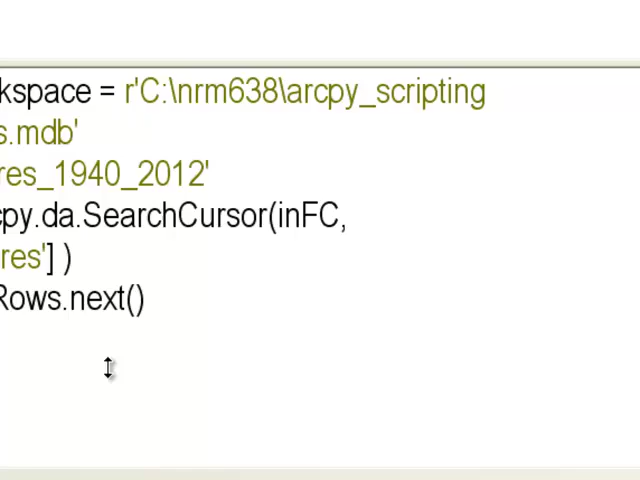 kspace = r'C:\nrm638\arcpy_scripting
s.mdb'
res_1940_2012'
cpy.da.SearchCursor(inFC,
res'] )
Rows.next()